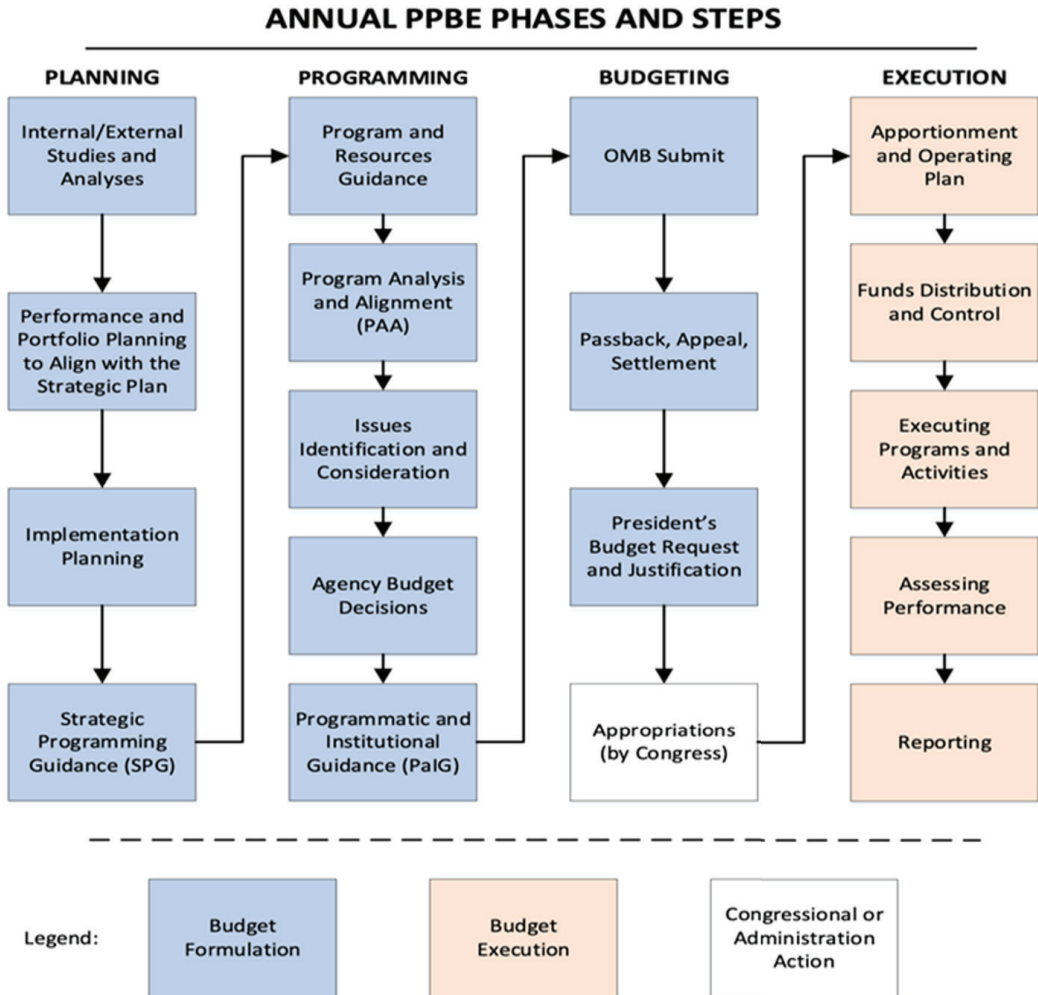 ANNUAL PPBE PHASES AND STEPS
PLANNING
Internal/External
Studies and
Analyses
Performance and
Portfolio Planning
to Align with the
Strategic Plan
Implementation
Planning
Strategic
Programming
Guidance (SPG)
PROGRAMMING
Program and
Resources
Guidance
Program Analysis
and Alignment
(PAA)
Issues
Identification and
Consideration
Agency Budget
Decisions
Programmatic and
Institutional
Guidance (PaIG)
BUDGETING
OMB Submit
Passback, Appeal,
Settlement
President’s
Budget Request
and Justification
Appropriations
(by Congress)
EXECUTION
Apportionment
and Operating
Plan
Funds Distribution
and Control
Executing
Programs and
Activities
Assessing
Performance
Reporting
Legend:
Budget
Formulation
Budget
Execution
Congressional or
Administration
Action